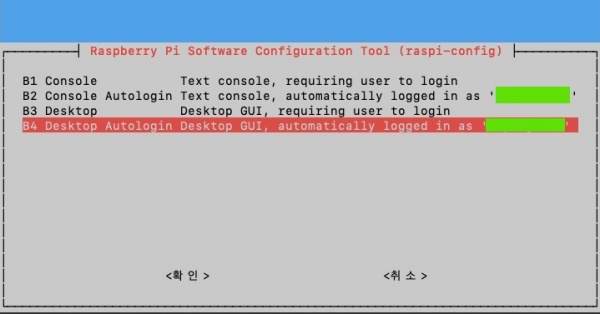 Raspberry Pi Software Configuration Tool (raspi-config)
B1 Console Text console, requiring user to login
B2 Console Autologin Text console, automatically logged in as ' '
B3 Desktop Desktop GUI, requiring user to login
B4 Desktop Autologin Desktop GUI, automatically logged in as ' '
<확인> <취소>